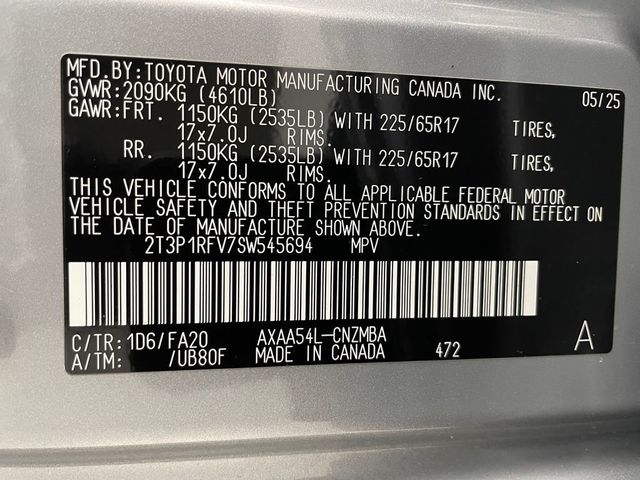 MFD.BY:TOYOTA MOTOR MANUFACTURING CANADA INC.
GVWR:2090KG (4610LB) 05/25
GAWR:FRT. 1150KG (2535LB) WITH 225/65R17 TIRES,
17x7.0J RIMS.
RR. 1150KG (2535LB) WITH 225/65R17 TIRES,
17x7.0J RIMS.
THIS VEHICLE CONFORMS TO ALL APPLICABLE FEDERAL MOTOR
VEHICLE SAFETY AND THEFT PREVENTION STANDARDS IN EFFECT ON
THE DATE OF MANUFACTURE SHOWN ABOVE.
2T3P1RFV7SW545694 MPV
C/TR:1D6/FA20 AXAA54L-CNZMBA
A/TM: /UB80F MADE IN CANADA 472 A